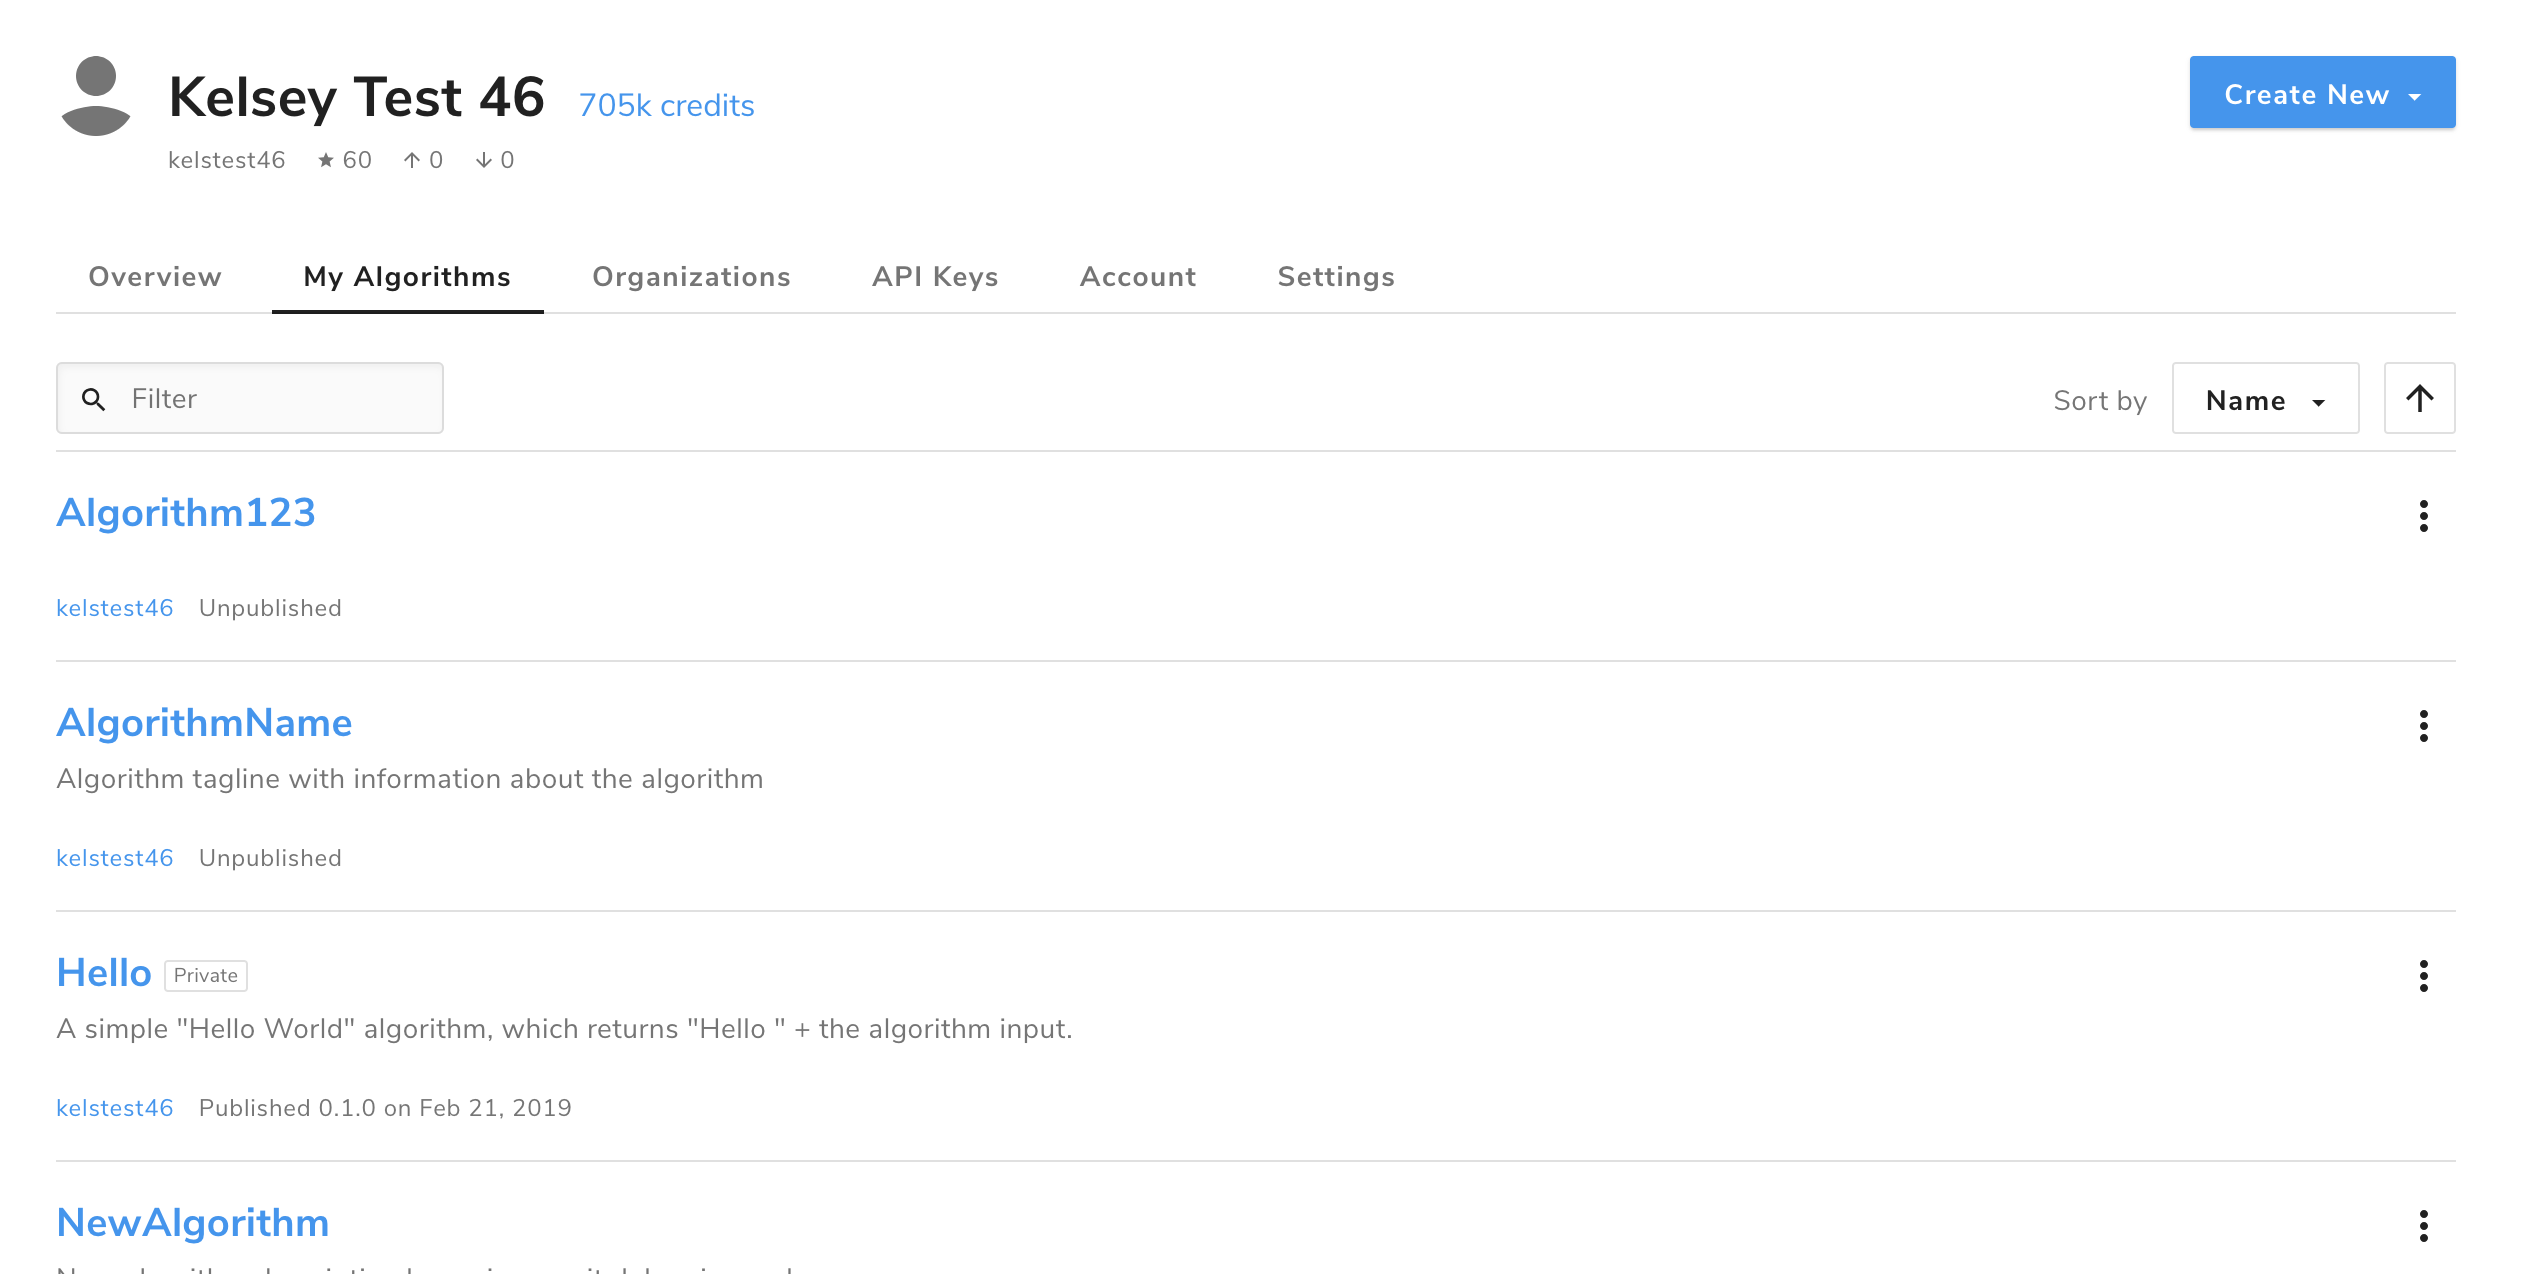 Kelsey Test 46 705k credits
Create New
kelstest46 60 0 0
Overview My Algorithms Organizations API Keys Account Settings
Filter
Sort by Name
Algorithm123
kelstest46 Unpublished
AlgorithmName
Algorithm tagline with information about the algorithm
kelstest46 Unpublished
Hello Private
A simple "Hello World" algorithm, which returns "Hello " + the algorithm input.
kelstest46 Published 0.1.0 on Feb 21, 2019
NewAlgorithm